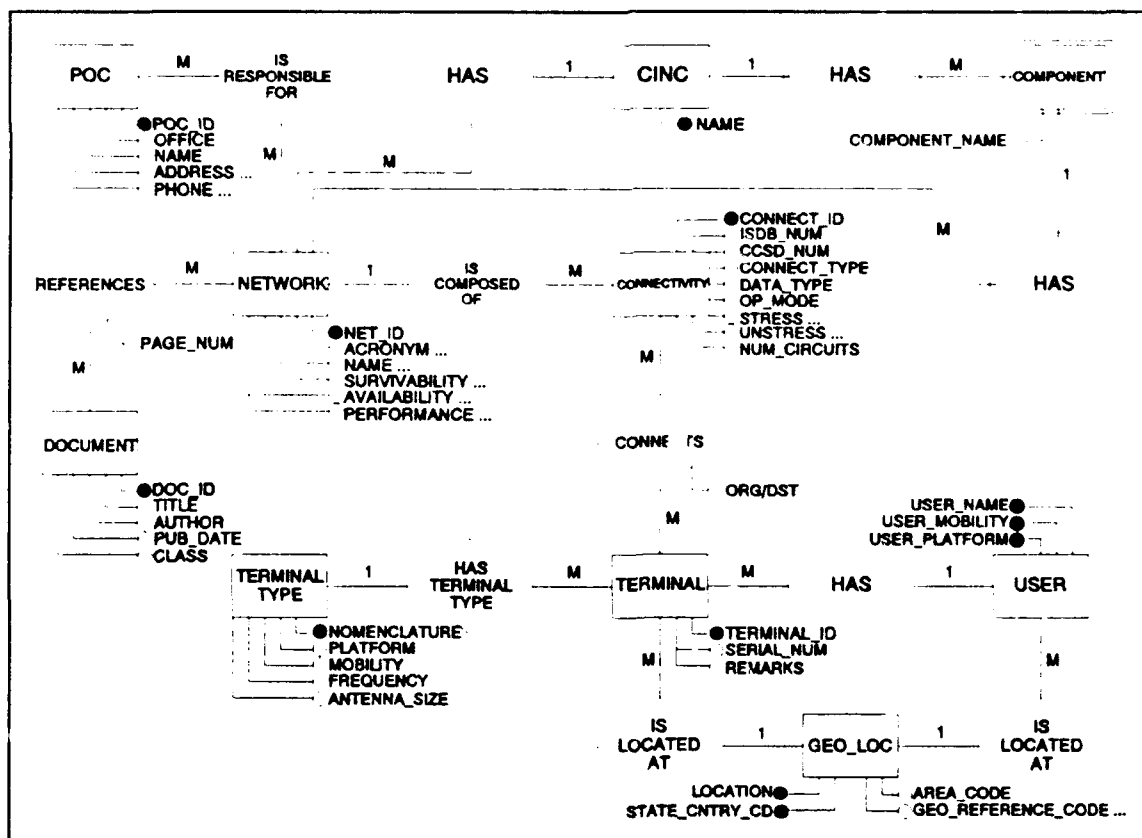 POC M IS RESPONSIBLE FOR HAS 1 CINC 1 HAS M COMPONENT
POC_ID
OFFICE
NAME
ADDRESS ...
PHONE ...
M
M
NAME
COMPONENT_NAME
1
REFERENCES M NETWORK 1 IS COMPOSED OF M CONNECTIVITY HAS
M
CONNECT_ID
ISDB_NUM
CCSD_NUM
CONNECT_TYPE
DATA_TYPE
OP_MODE
STRESS ...
UNSTRESS ...
NUM_CIRCUITS
PAGE_NUM
M
NET_ID
ACRONYM ...
NAME ...
SURVIVABILITY ...
AVAILABILITY ...
PERFORMANCE ...
M
DOCUMENT
DOC_ID
TITLE
AUTHOR
PUB_DATE
CLASS
ORG/DST
M
USER_NAME
USER_MOBILITY
USER_PLATFORM
TERMINAL TYPE 1 HAS TERMINAL TYPE M TERMINAL M HAS 1 USER
NOMENCLATURE
PLATFORM
MOBILITY
FREQUENCY
ANTENNA_SIZE
TERMINAL_ID
SERIAL_NUM
REMARKS
M
M
IS LOCATED AT 1 GEO_LOC 1 IS LOCATED AT
LOCATION
STATE_CNTRY_CD
AREA_CODE
GEO_REFERENCE_CODE ...